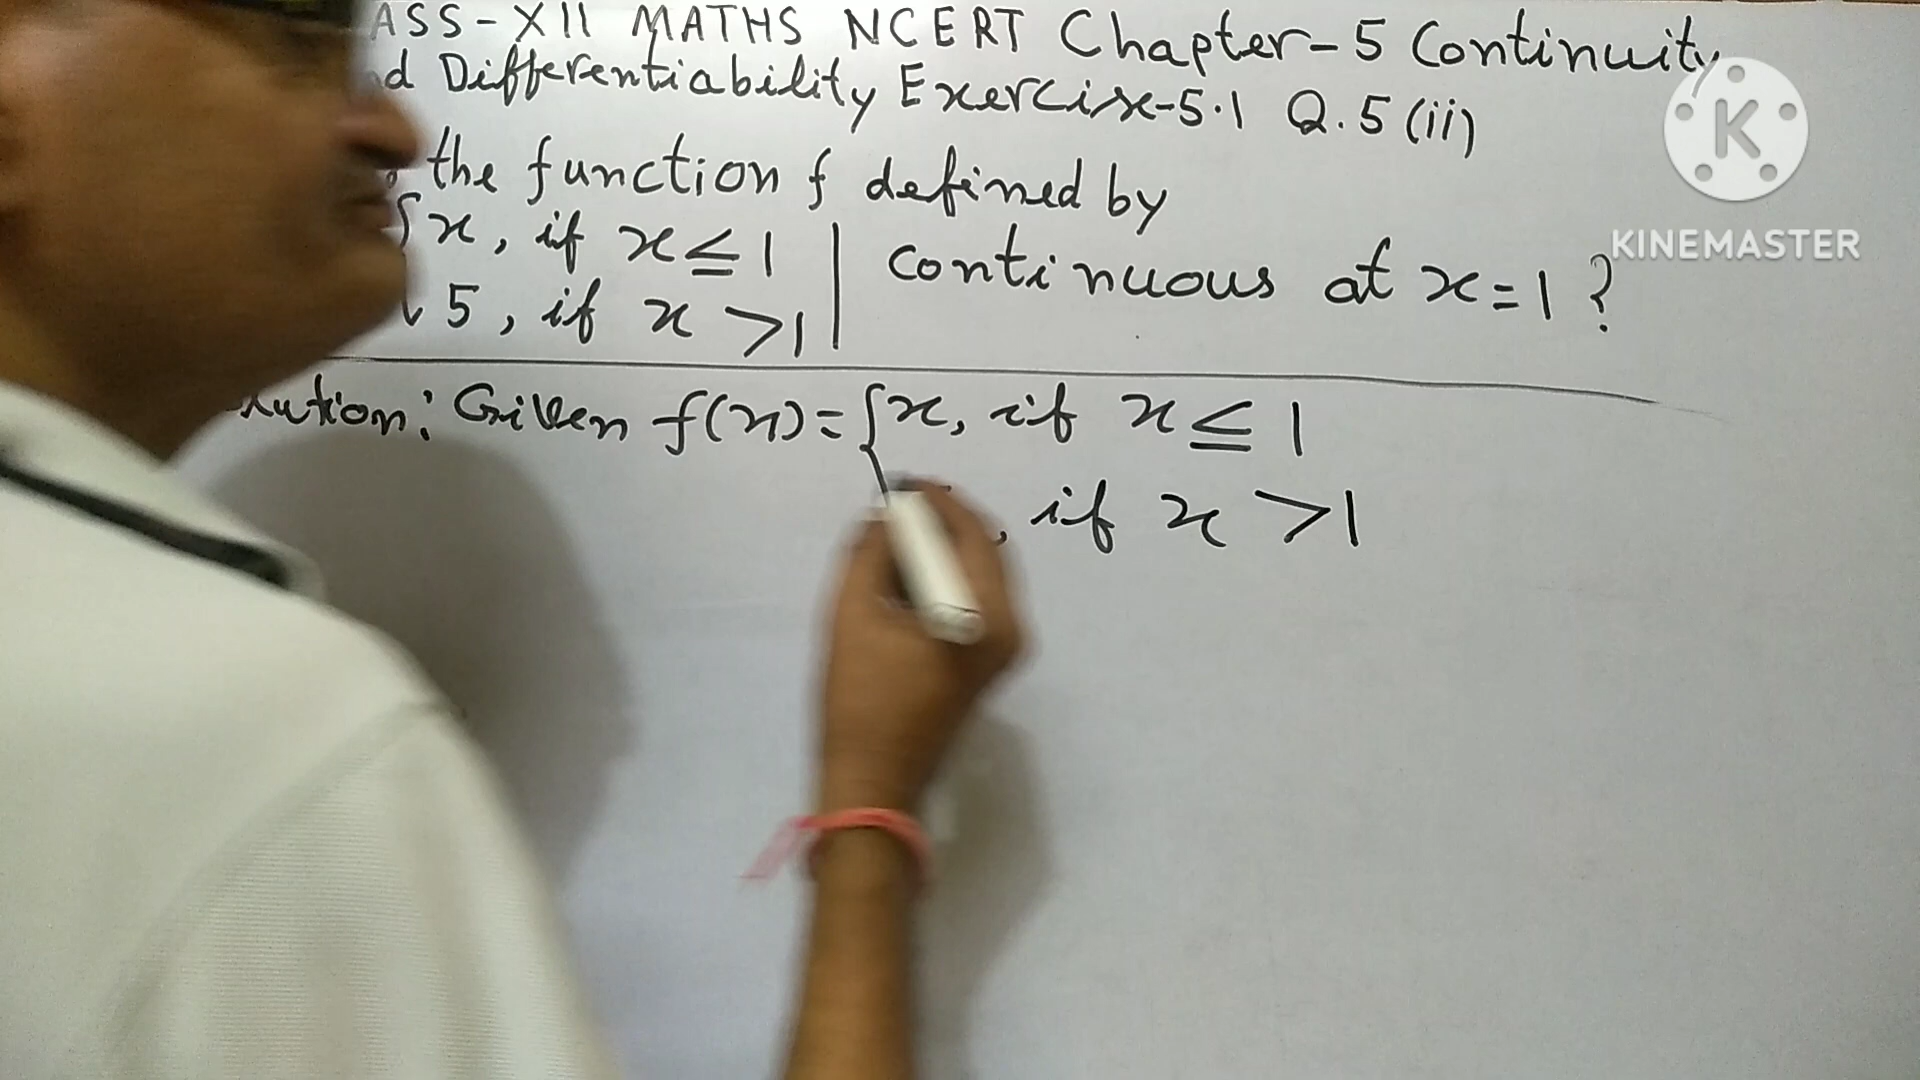 ASS-XII MATHS NCERT Chapter-5 Continuity
d Differentiability Exercise-5.1 Q.5(ii)
the function f defined by
{x, if x ≤ 1 | continuous at x=1 ?
5, if x >1
ution: Given f(x)={x, if x ≤ 1
, if x >1
K
KINEMASTER